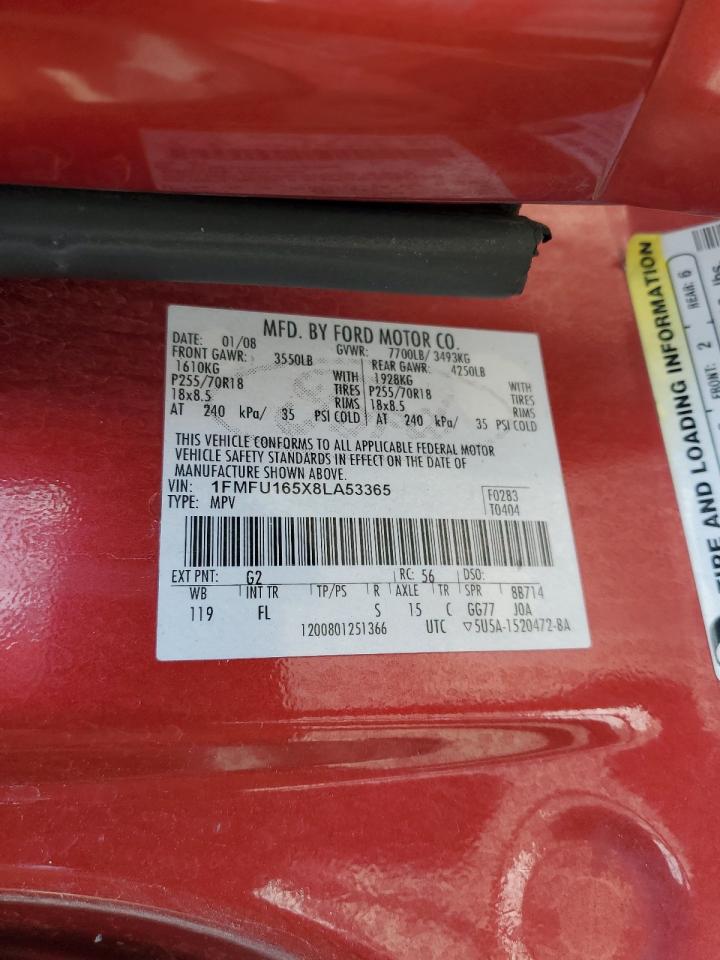 MFD. BY FORD MOTOR CO.
DATE: 01/08 GVWR: 7700LB/ 3493KG
FRONT GAWR: 3550LB REAR GAWR: 4250LB
1610KG WITH 1928KG WITH
P255/70R18 TIRES P255/70R18 TIRES
18x8.5 RIMS 18x8.5 RIMS
AT 240 kPa/ 35 PSI COLD AT 240 kPa/ 35 PSI COLD
THIS VEHICLE CONFORMS TO ALL APPLICABLE FEDERAL MOTOR
VEHICLE SAFETY STANDARDS IN EFFECT ON THE DATE OF
MANUFACTURE SHOWN ABOVE.
VIN: 1FMFU165X8LA53365 F0283
TYPE: MPV T0404
EXT PNT: G2 RC: 56 DSO:
WB INT TR TP/PS R AXLE TR SPR BB714
119 FL S 15 C GG77 J0A
1200801251366 UTC ▽5U5A-1520472-BA
AND LOADING INFORMATION
FRONT: 2 REAR: 6
lbs